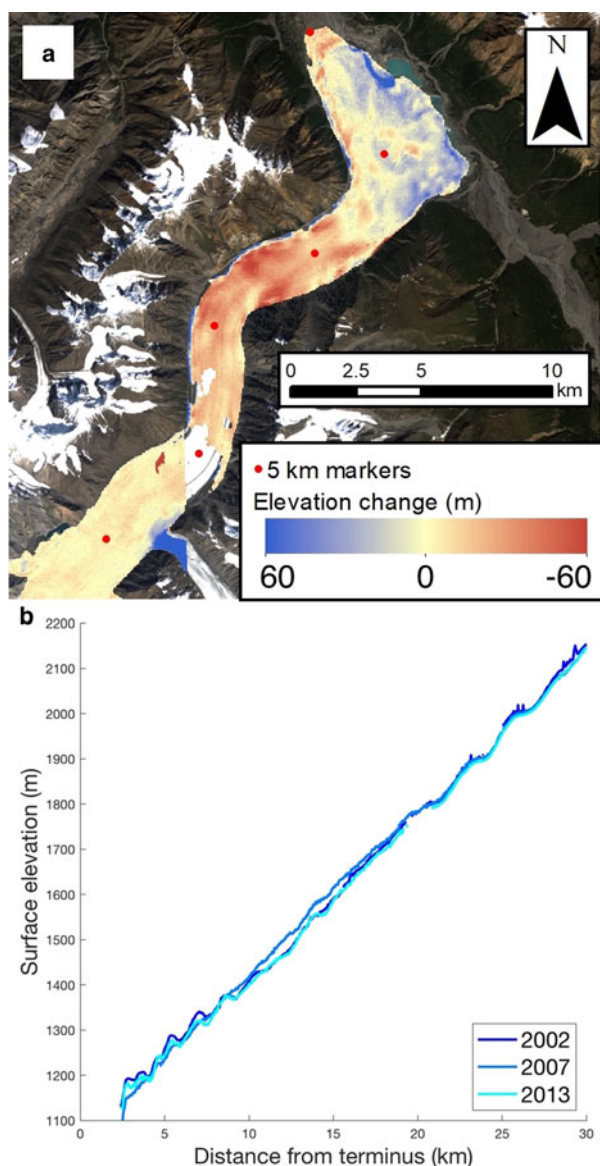 a
N
0 2.5 5 10
km
5 km markers
Elevation change (m)
60 0 -60
b
2200
2100
2000
1900
1800
1700
1600
1500
1400
1300
1200
1100
Surface elevation (m)
2002
2007
2013
0 5 10 15 20 25 30
Distance from terminus (km)